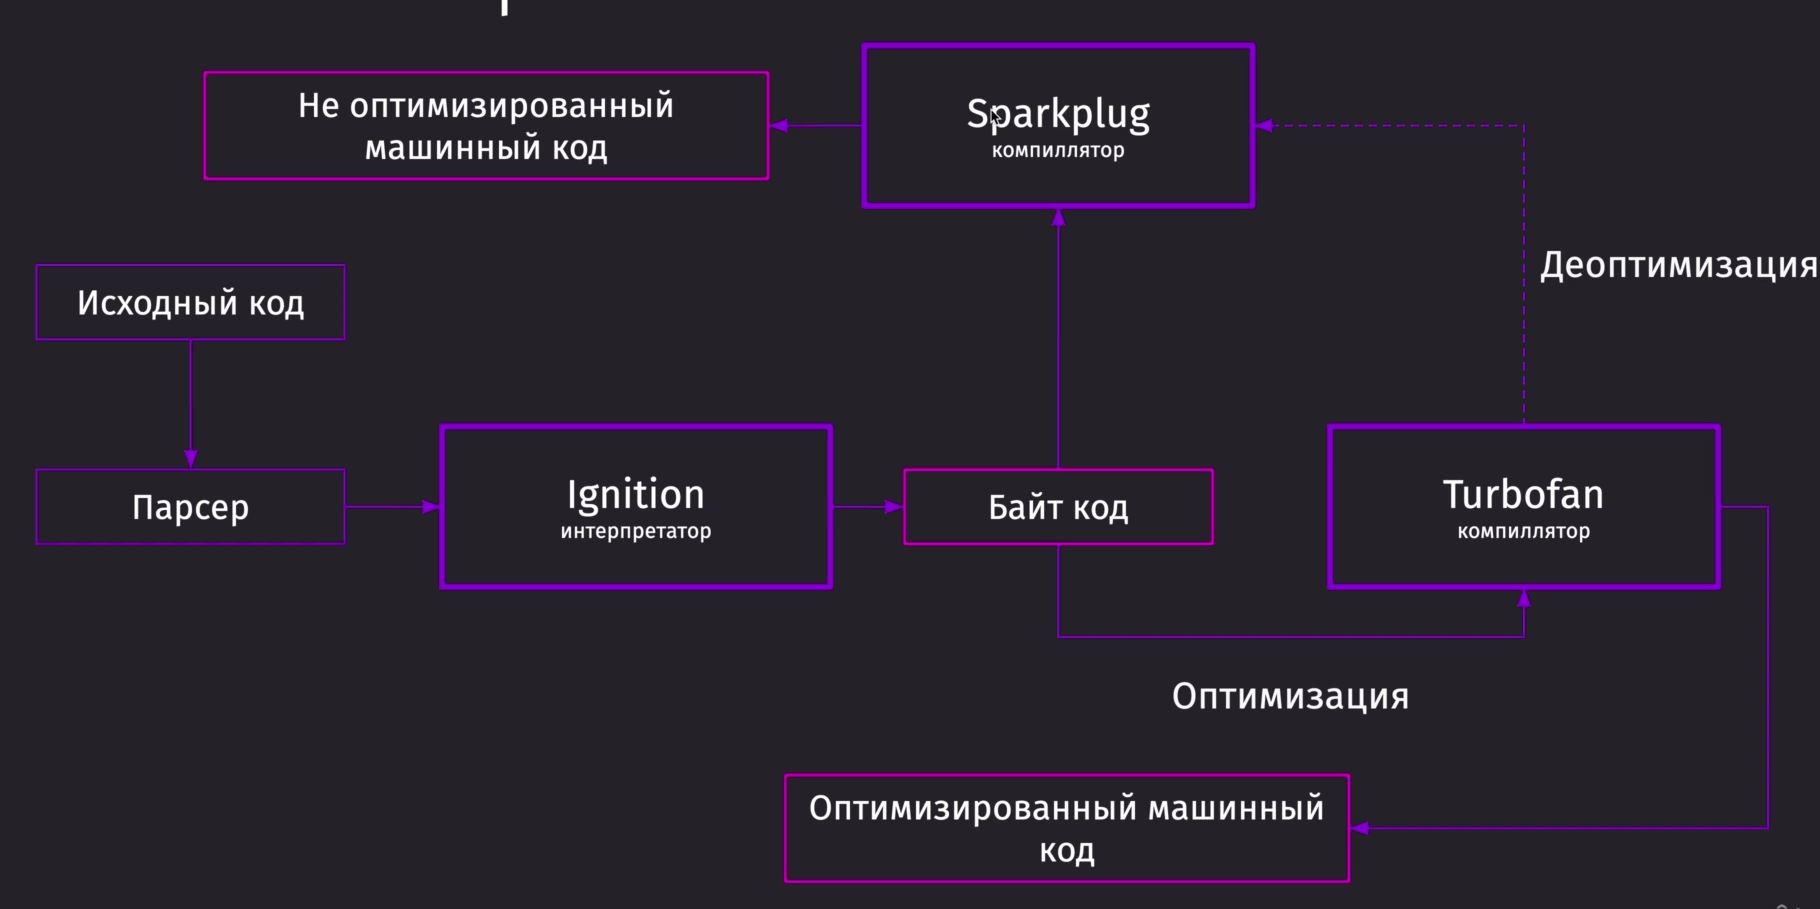 Не оптимизированный
машинный код
Sparkplug
компиллятор
Деоптимизация
Исходный код
Парсер
Ignition
интерпретатор
Байт код
Turbofan
компиллятор
Оптимизация
Оптимизированный машинный
код